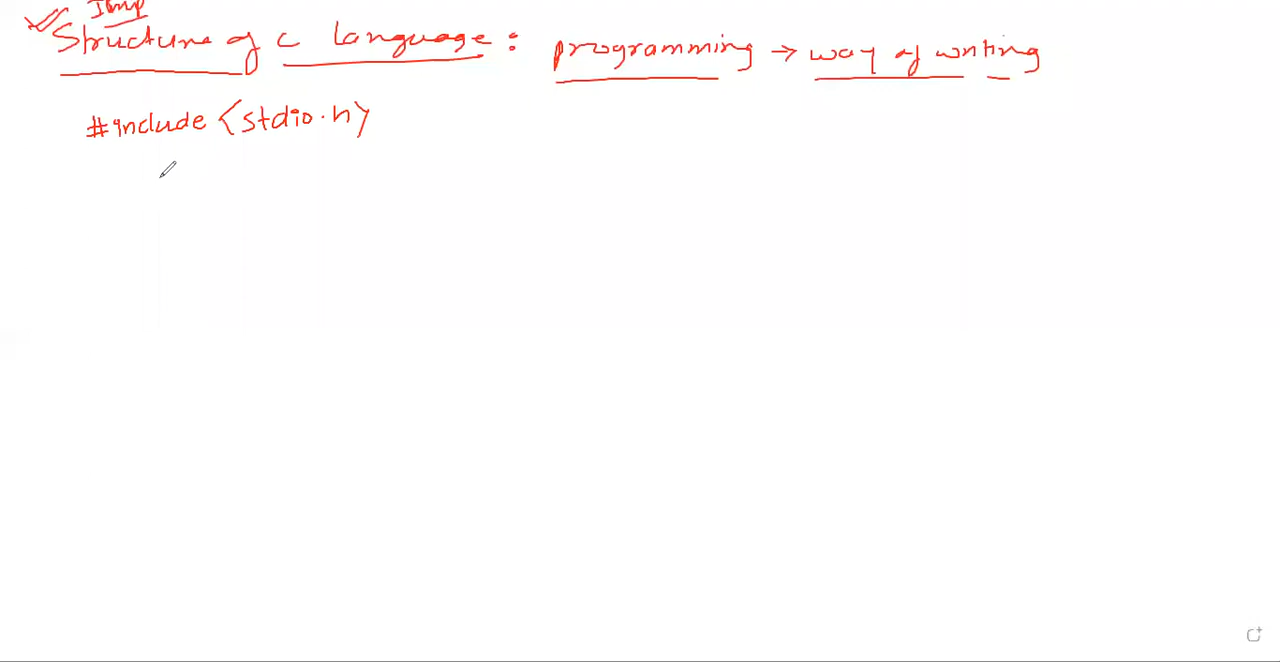 Imp
Structure of c language : programming → way of writing
#include <stdio.h>